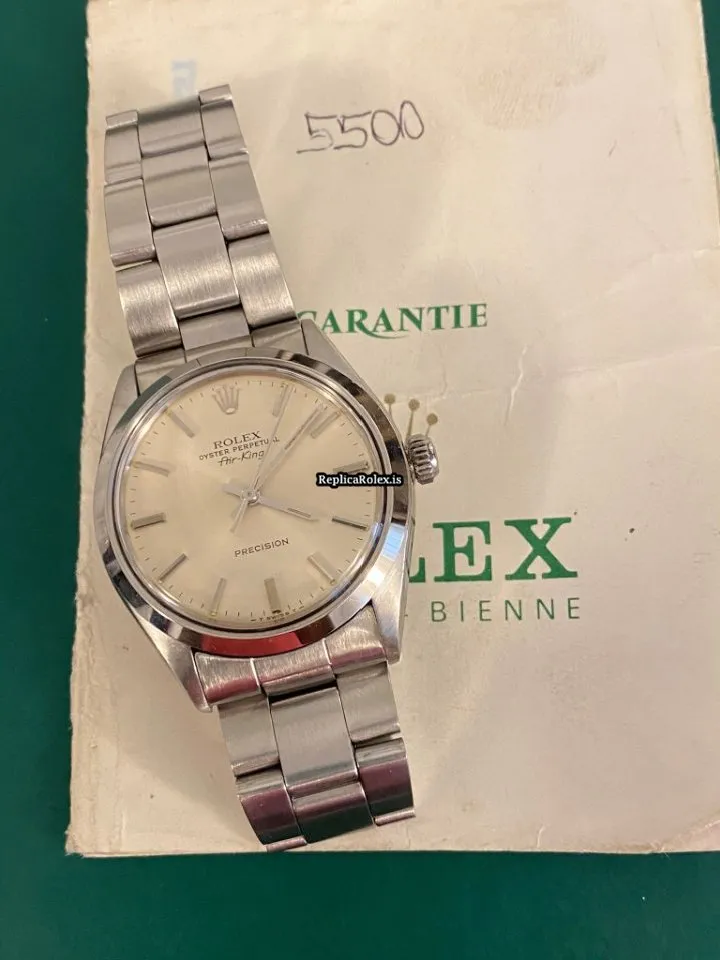 5500
GARANTIE
ROLEX
OYSTER PERPETUAL
Air-King
ReplicaRolex.is
PRECISION
LEX
BIENNE